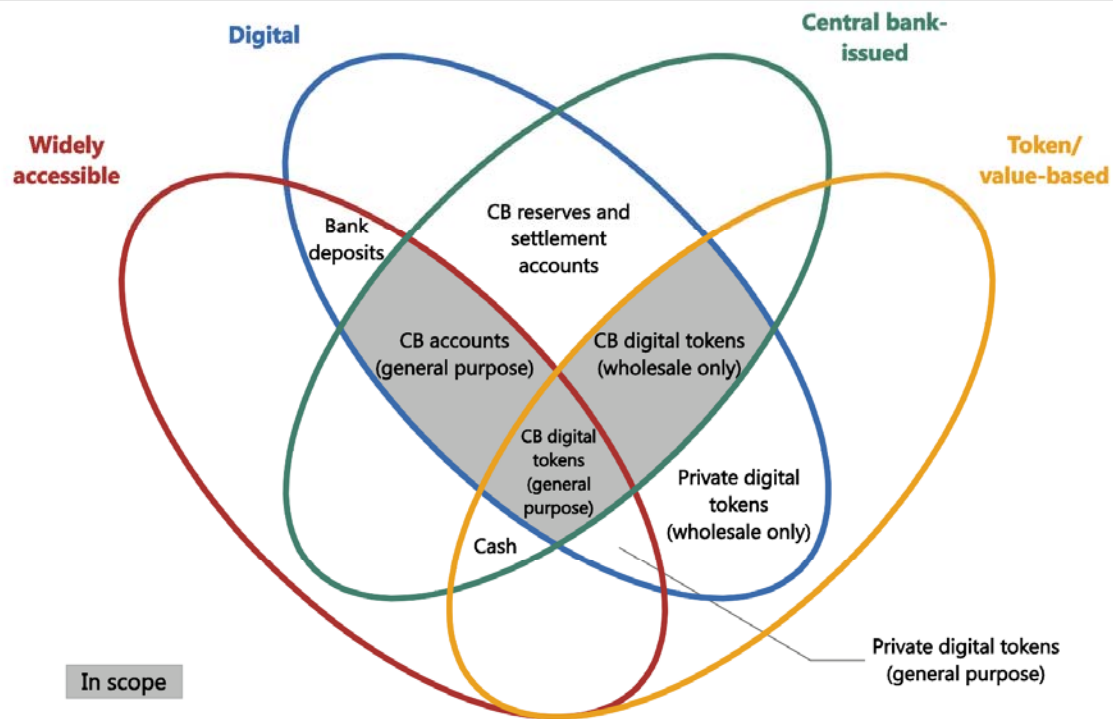 Digital
Central bank-
issued
Widely
accessible
Token/
value-based
Bank
deposits
CB reserves and
settlement
accounts
CB accounts
(general purpose)
CB digital tokens
(wholesale only)
CB digital
tokens
(general
purpose)
Private digital
tokens
(wholesale only)
Cash
Private digital tokens
(general purpose)
In scope